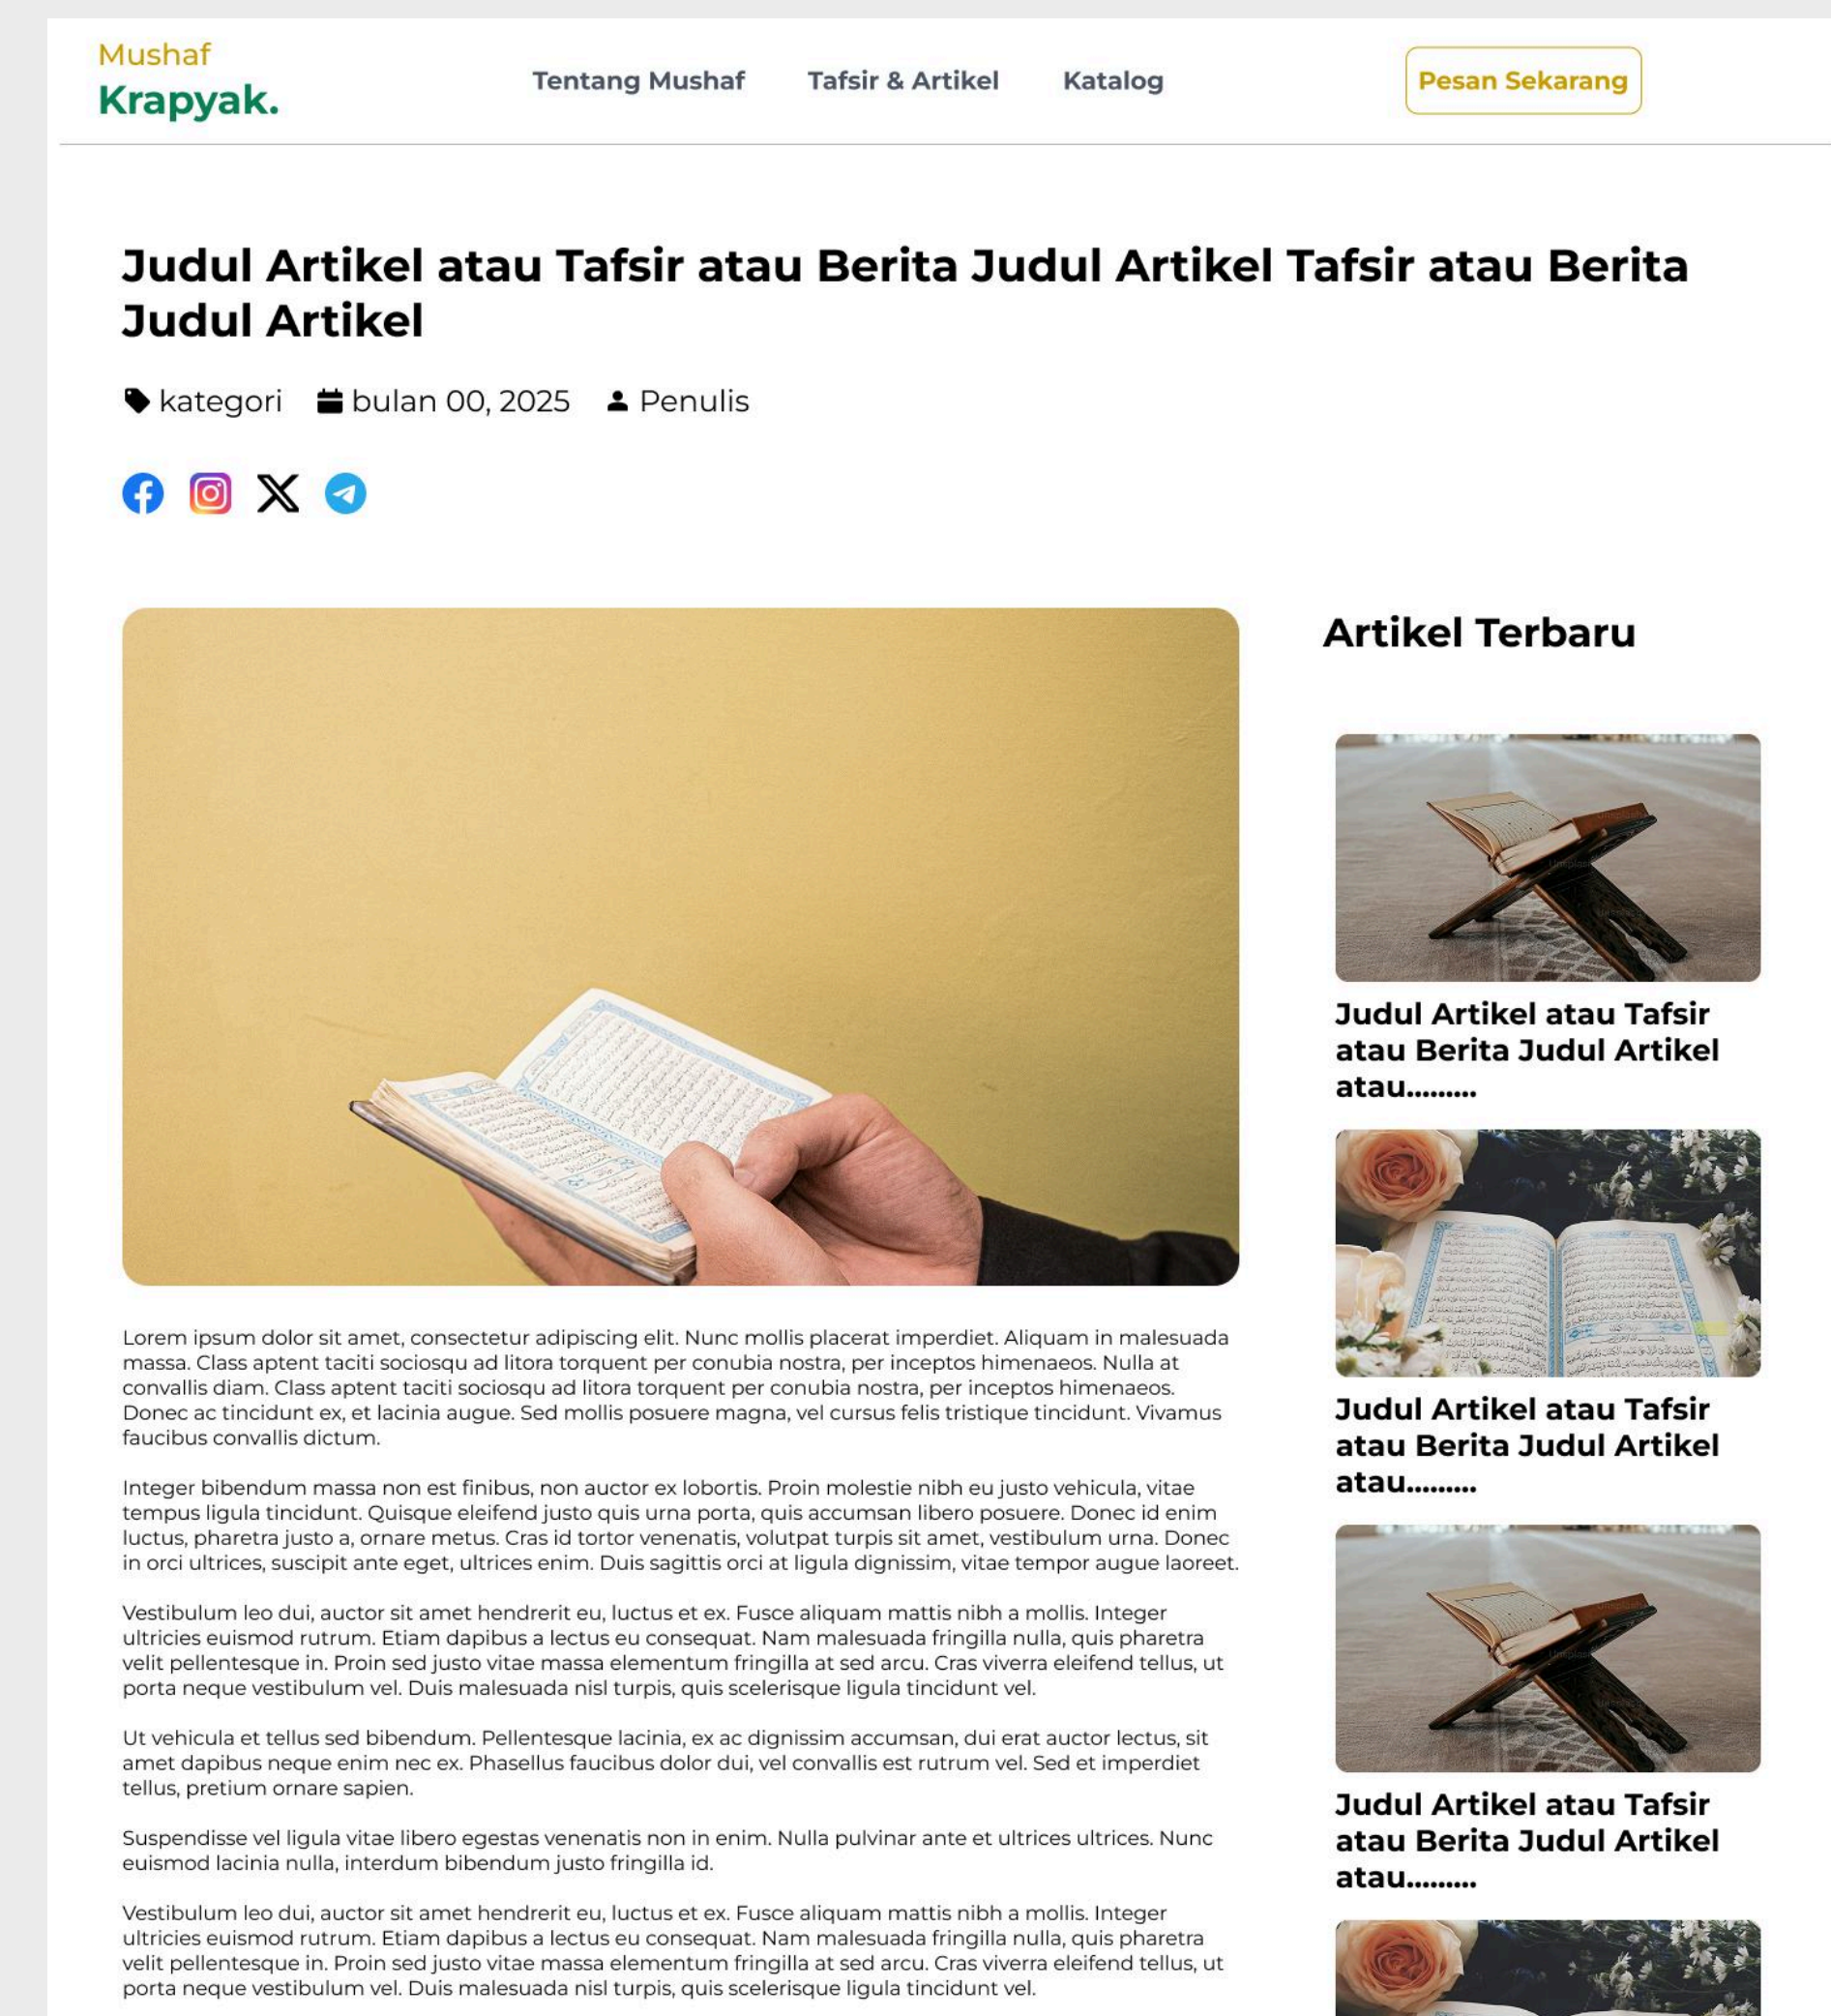 Mushaf
Krapyak.
Tentang Mushaf
Tafsir & Artikel
Katalog
Pesan Sekarang
Judul Artikel atau Tafsir atau Berita Judul Artikel Tafsir atau Berita
Judul Artikel
kategori
bulan 00, 2025
Penulis
Lorem ipsum dolor sit amet, consectetur adipiscing elit. Nunc mollis placerat imperdiet. Aliquam in malesuada
massa. Class aptent taciti sociosqu ad litora torquent per conubia nostra, per inceptos himenaeos. Nulla at
convallis diam. Class aptent taciti sociosqu ad litora torquent per conubia nostra, per inceptos himenaeos.
Donec ac tincidunt ex, et lacinia augue. Sed mollis posuere magna, vel cursus felis tristique tincidunt. Vivamus
faucibus convallis dictum.
Integer bibendum massa non est finibus, non auctor ex lobortis. Proin molestie nibh eu justo vehicula, vitae
tempus ligula tincidunt. Quisque eleifend justo quis urna porta, quis accumsan libero posuere. Donec id enim
luctus, pharetra justo a, ornare metus. Cras id tortor venenatis, volutpat turpis sit amet, vestibulum urna. Donec
in orci ultrices, suscipit ante eget, ultrices enim. Duis sagittis orci at ligula dignissim, vitae tempor augue laoreet.
Vestibulum leo dui, auctor sit amet hendrerit eu, luctus et ex. Fusce aliquam mattis nibh a mollis. Integer
ultricies euismod rutrum. Etiam dapibus a lectus eu consequat. Nam malesuada fringilla nulla, quis pharetra
velit pellentesque in. Proin sed justo vitae massa elementum fringilla at sed arcu. Cras viverra eleifend tellus, ut
porta neque vestibulum vel. Duis malesuada nisl turpis, quis scelerisque ligula tincidunt vel.
Ut vehicula et tellus sed bibendum. Pellentesque lacinia, ex ac dignissim accumsan, dui erat auctor lectus, sit
amet dapibus neque enim nec ex. Phasellus faucibus dolor dui, vel convallis est rutrum vel. Sed et imperdiet
tellus, pretium ornare sapien.
Suspendisse vel ligula vitae libero egestas venenatis non in enim. Nulla pulvinar ante et ultrices ultrices. Nunc
euismod lacinia nulla, interdum bibendum justo fringilla id.
Vestibulum leo dui, auctor sit amet hendrerit eu, luctus et ex. Fusce aliquam mattis nibh a mollis. Integer
ultricies euismod rutrum. Etiam dapibus a lectus eu consequat. Nam malesuada fringilla nulla, quis pharetra
velit pellentesque in. Proin sed justo vitae massa elementum fringilla at sed arcu. Cras viverra eleifend tellus, ut
porta neque vestibulum vel. Duis malesuada nisl turpis, quis scelerisque ligula tincidunt vel.
Artikel Terbaru
Judul Artikel atau Tafsir
atau Berita Judul Artikel
atau.........
Judul Artikel atau Tafsir
atau Berita Judul Artikel
atau.........
Judul Artikel atau Tafsir
atau Berita Judul Artikel
atau.........